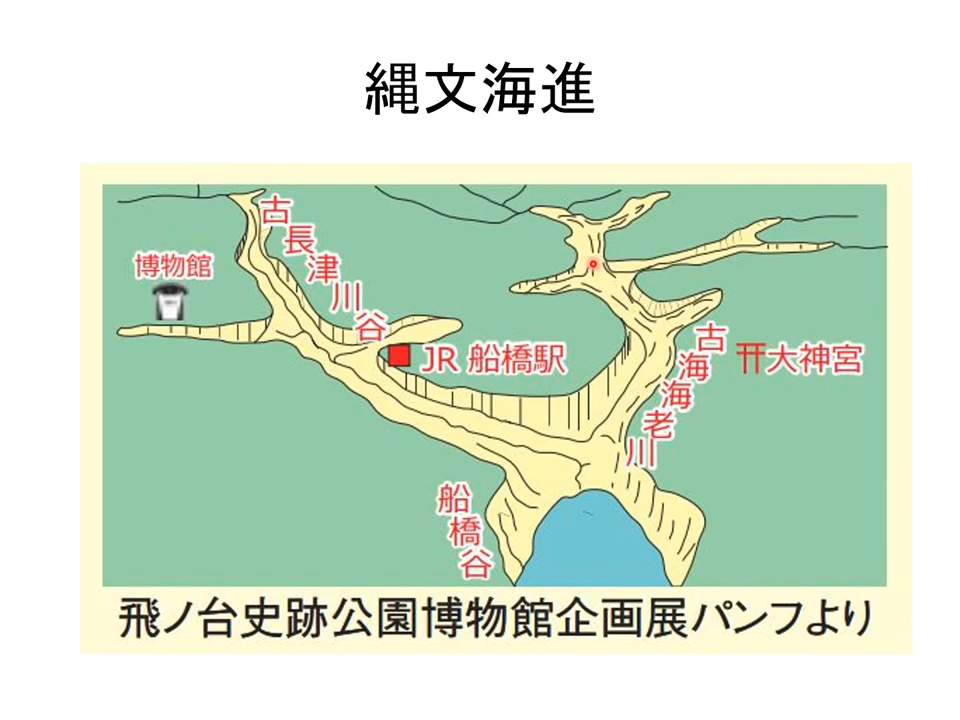 縄文海進
古長津川谷
博物館
JR 船橋駅
古海海老川
大神宮
船橋谷
飛ノ台史跡公園博物館企画展パンフより